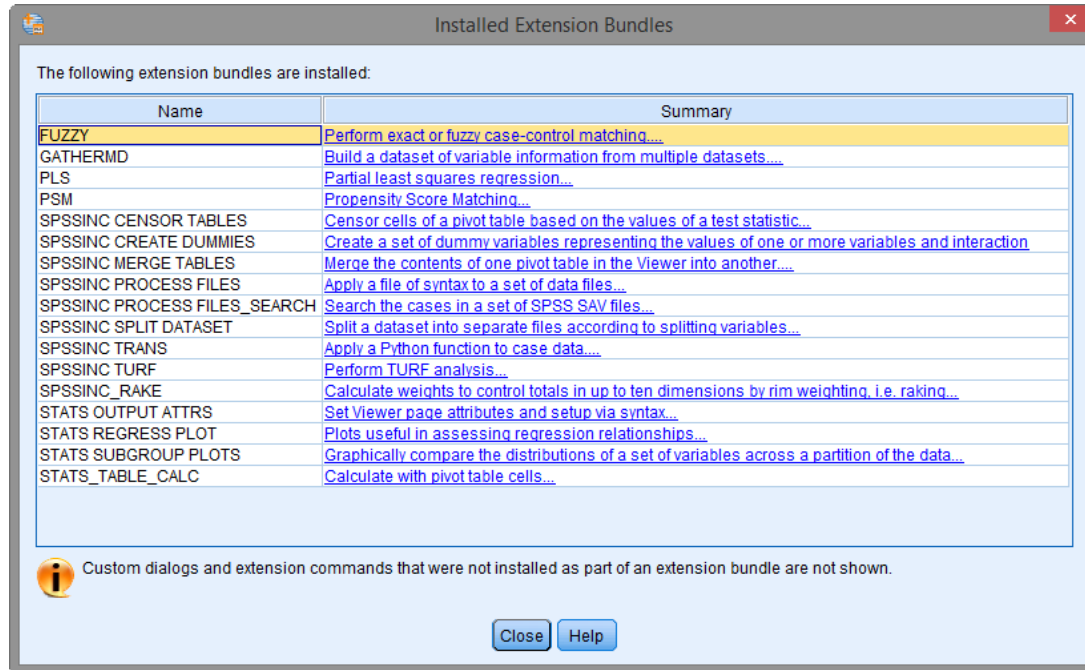 Installed Extension Bundles
The following extension bundles are installed:
Name Summary
FUZZY Perform exact or fuzzy case-control matching....
GATHERMD Build a dataset of variable information from multiple datasets....
PLS Partial least squares regression...
PSM Propensity Score Matching...
SPSSINC CENSOR TABLES Censor cells of a pivot table based on the values of a test statistic...
SPSSINC CREATE DUMMIES Create a set of dummy variables representing the values of one or more variables and interaction
SPSSINC MERGE TABLES Merge the contents of one pivot table in the Viewer into another....
SPSSINC PROCESS FILES Apply a file of syntax to a set of data files...
SPSSINC PROCESS FILES_SEARCH Search the cases in a set of SPSS SAV files...
SPSSINC SPLIT DATASET Split a dataset into separate files according to splitting variables...
SPSSINC TRANS Apply a Python function to case data....
SPSSINC TURF Perform TURF analysis...
SPSSINC_RAKE Calculate weights to control totals in up to ten dimensions by rim weighting, i.e. raking...
STATS OUTPUT ATTRS Set Viewer page attributes and setup via syntax...
STATS REGRESS PLOT Plots useful in assessing regression relationships...
STATS SUBGROUP PLOTS Graphically compare the distributions of a set of variables across a partition of the data...
STATS_TABLE_CALC Calculate with pivot table cells...
Custom dialogs and extension commands that were not installed as part of an extension bundle are not shown.
Close Help